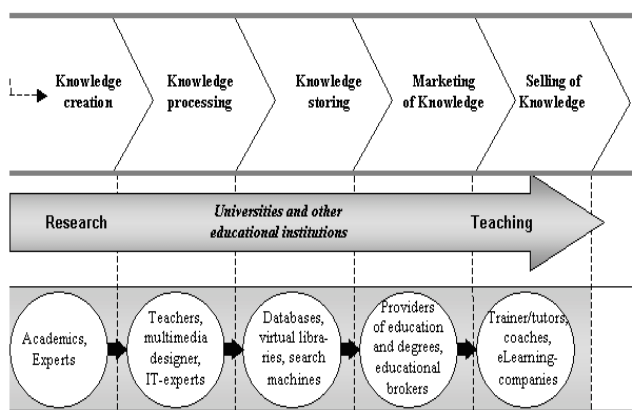 Knowledge
creation
Knowledge
processing
Knowledge
storing
Marketing
of Knowledge
Selling of
Knowledge
Research
Universities and other
educational institutions
Teaching
Academics,
Experts
Teachers,
multimedia
designer,
IT-experts
Databases,
virtual libra-
ries, search
machines
Providers
of education
and degrees,
educational
brokers
Trainer/tutors,
coaches,
eLearning-
companies